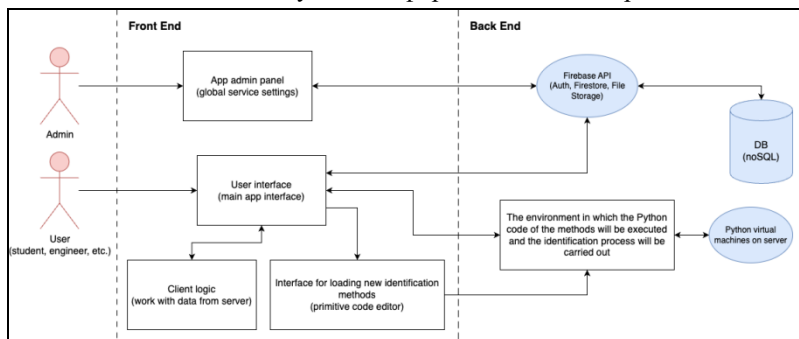 Front End
Back End
Admin
App admin panel
(global service settings)
Firebase API
(Auth, Firestore, File
Storage)
DB
(noSQL)
User
(student, engineer, etc.)
User interface
(main app interface)
The environment in which the Python
code of the methods will be executed
and the identification process will be
carried out
Python virtual
machines on server
Client logic
(work with data from server)
Interface for loading new identification
methods
(primitive code editor)